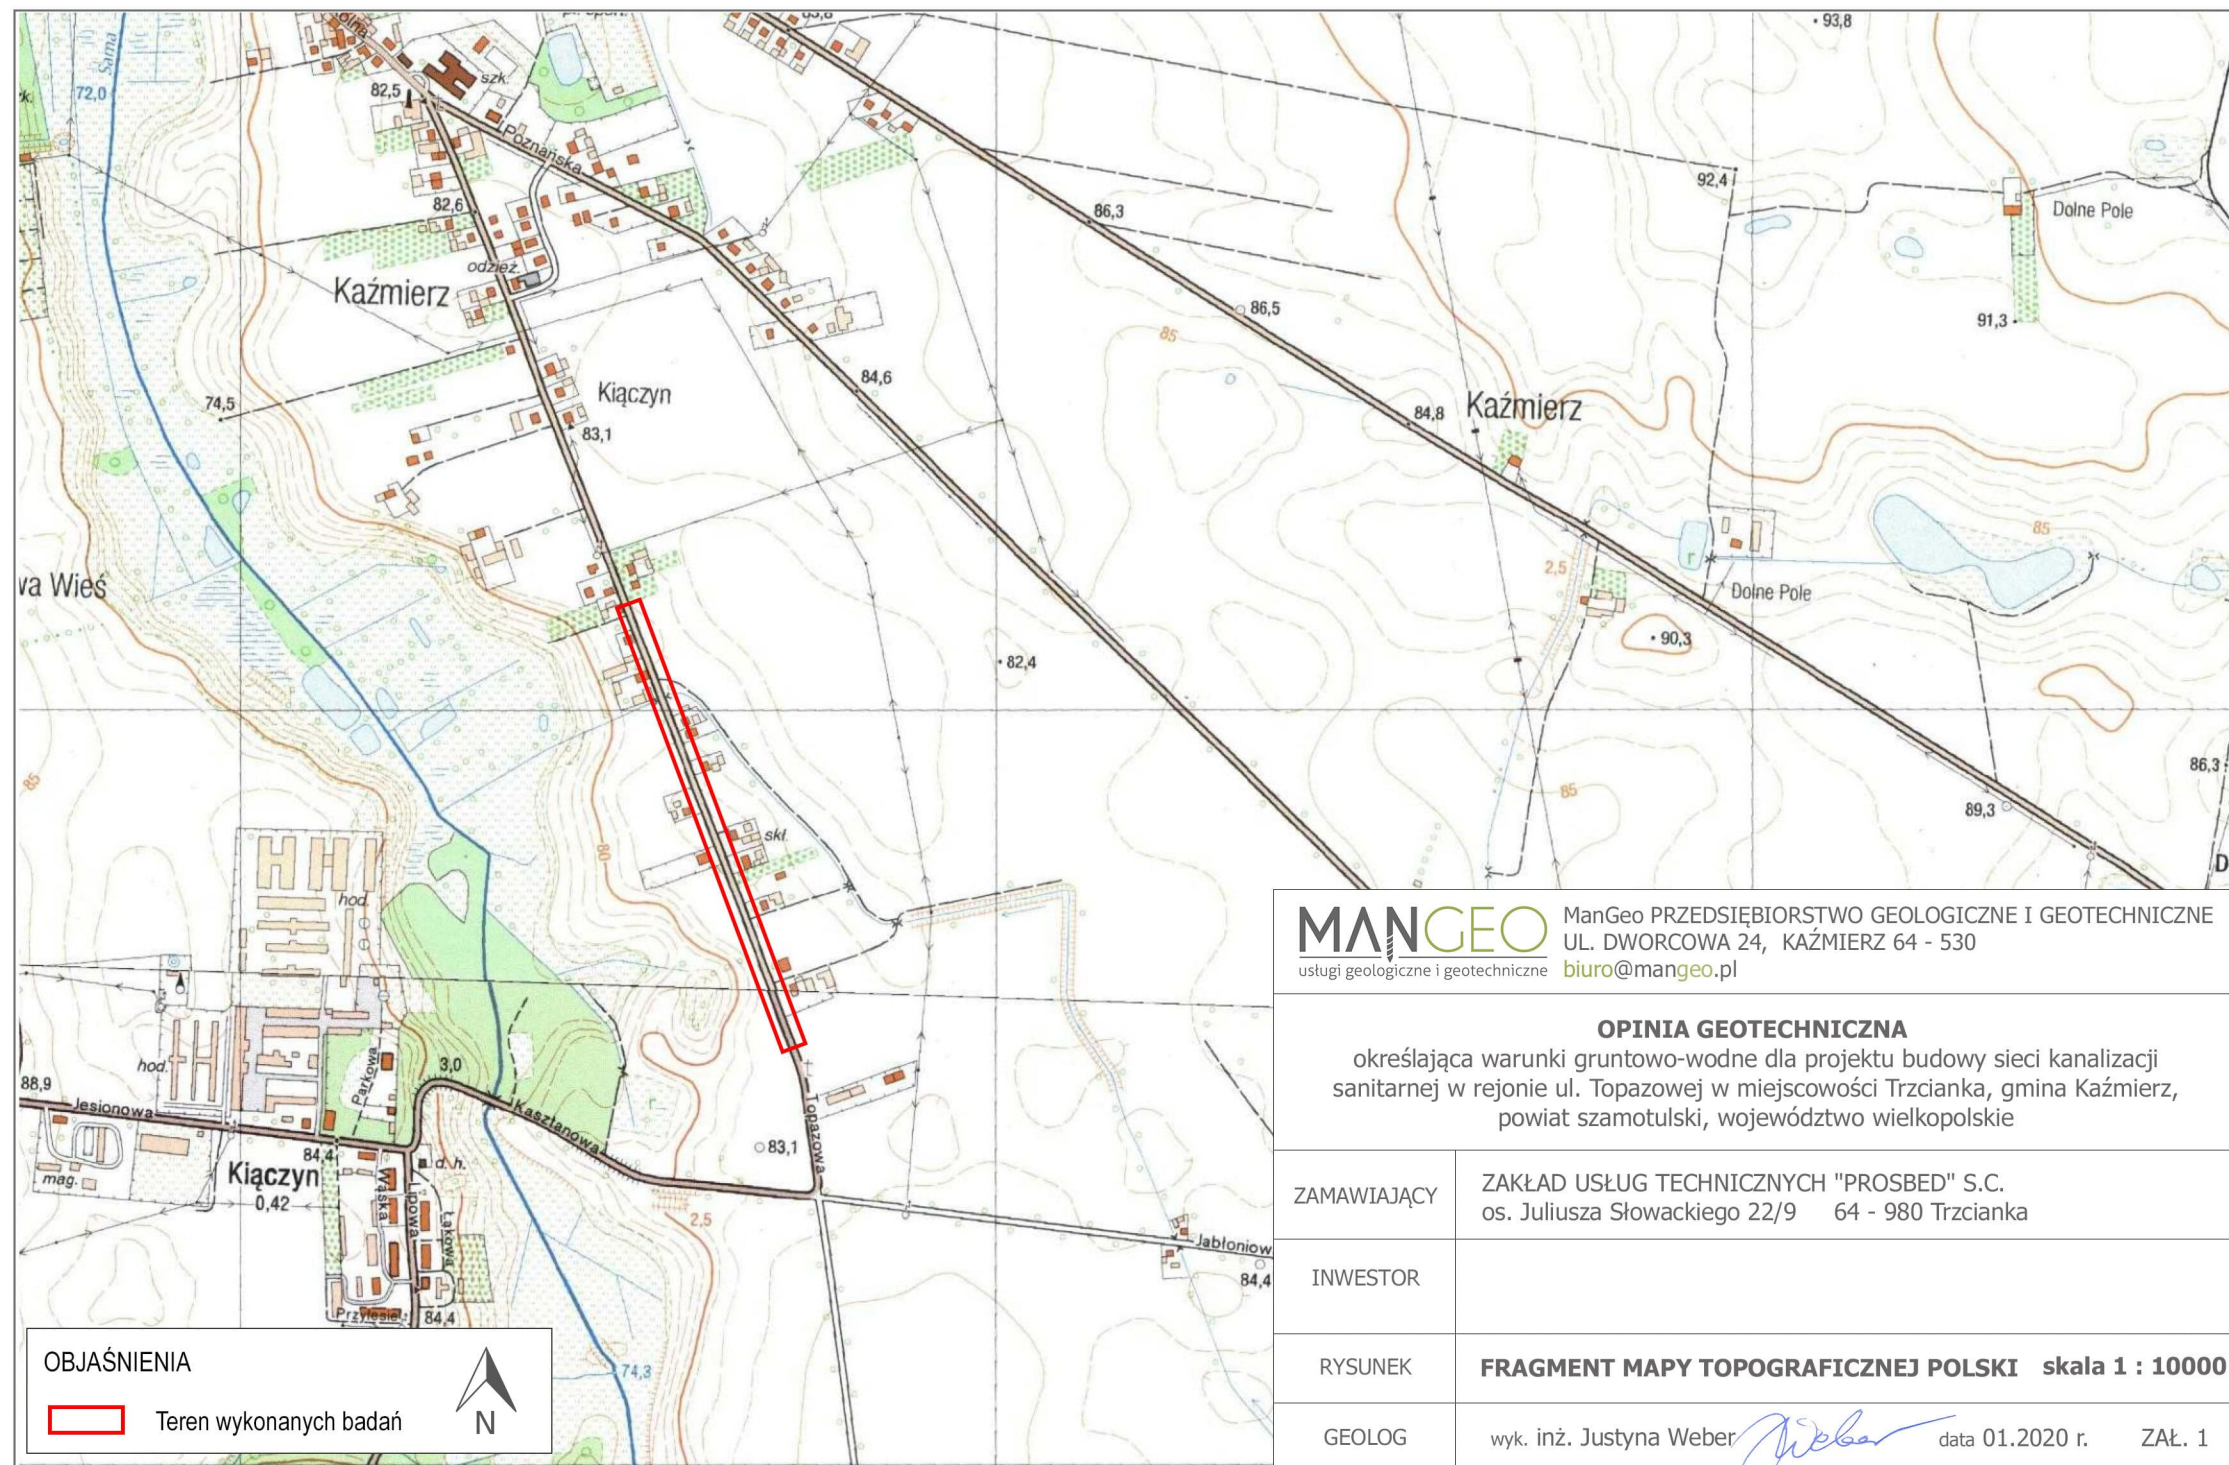 Sama
72,0
82,5
szk.
Poznańska
93,8
82,6
odzież.
Kaźmierz
Kiączyn
74,5
83,1
84,6
86,3
92,4
Dolne Pole
85
86,5
91,3
84,8
Kaźmierz
85
2,5
Dolne Pole
r
va Wieś
90,3
82,4
85
85
86,3
89,3
80
skł.
hod.
hod.
88,9
Jesionowa
Parkowa
3,0
Kasztanowa
r
Topazowa
83,1
84,4
d. h.
mag.
Kiączyn
0,42
Wąska
Lipowa
Łąkowa
2,5
Jabłoniow
84,4
Przylesie
84,4
74,3
OBJAŚNIENIA
Teren wykonanych badań
N
MANGEO
usługi geologiczne i geotechniczne
ManGeo PRZEDSIĘBIORSTWO GEOLOGICZNE I GEOTECHNICZNE
UL. DWORCOWA 24, KAŹMIERZ 64 - 530
biuro@mangeo.pl
OPINIA GEOTECHNICZNA
określająca warunki gruntowo-wodne dla projektu budowy sieci kanalizacji
sanitarnej w rejonie ul. Topazowej w miejscowości Trzcianka, gmina Kaźmierz,
powiat szamotulski, województwo wielkopolskie
ZAMAWIAJĄCY
ZAKŁAD USŁUG TECHNICZNYCH "PROSBED" S.C.
os. Juliusza Słowackiego 22/9 64 - 980 Trzcianka
INWESTOR
RYSUNEK
FRAGMENT MAPY TOPOGRAFICZNEJ POLSKI skala 1 : 10000
GEOLOG
wyk. inż. Justyna Weber Weber data 01.2020 r. ZAŁ. 1